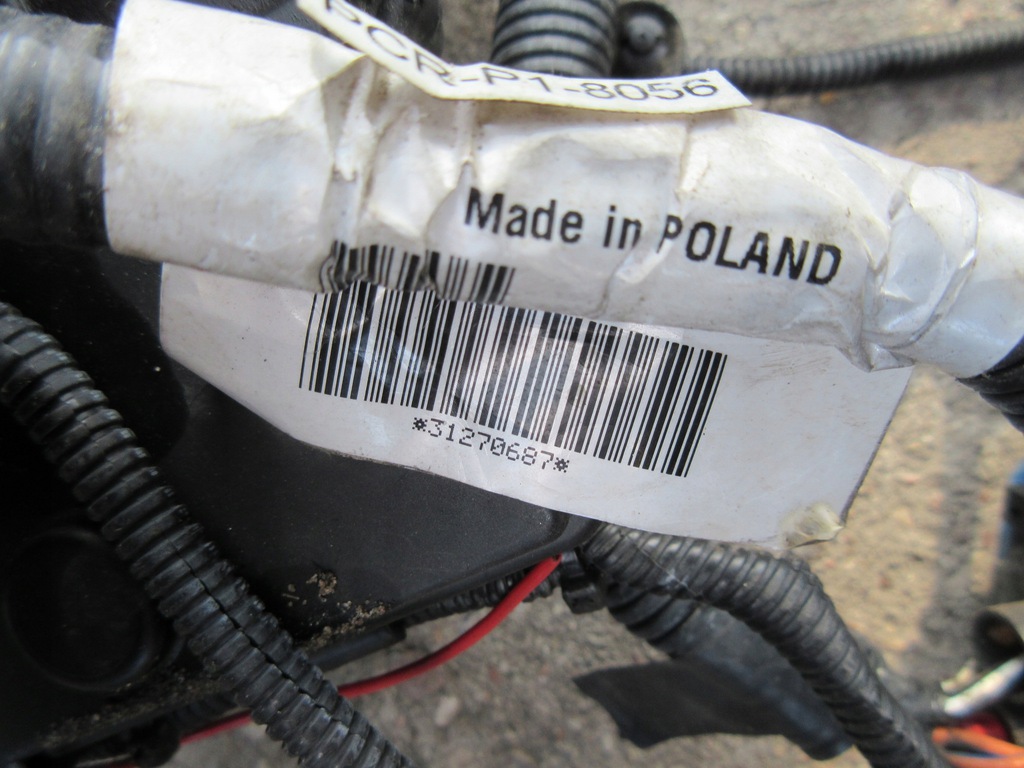 PCR-P1-8056
Made in POLAND
*31270687*